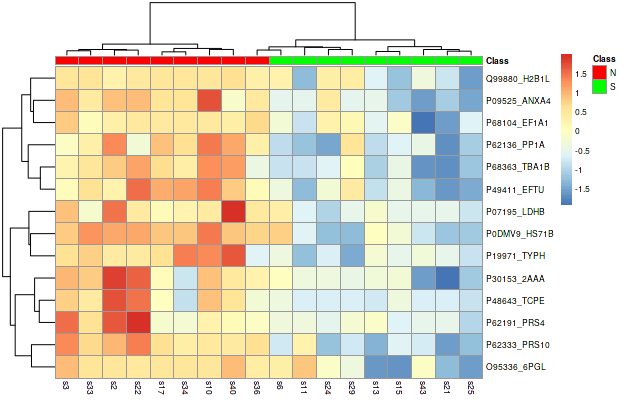 Class
Q99880_H2B1L
P09525_ANXA4
P68104_EF1A1
P62136_PP1A
P68363_TBA1B
P49411_EFTU
P07195_LDHB
P0DMV9_HS71B
P19971_TYPH
P30153_2AAA
P48643_TCPE
P62191_PRS4
P62333_PRS10
O95336_6PGL
s3 s33 s2 s22 s17 s34 s10 s40 s36 s6 s11 s24 s29 s13 s15 s43 s21 s25
1.5
1
0.5
0
-0.5
-1
-1.5
Class
N
S